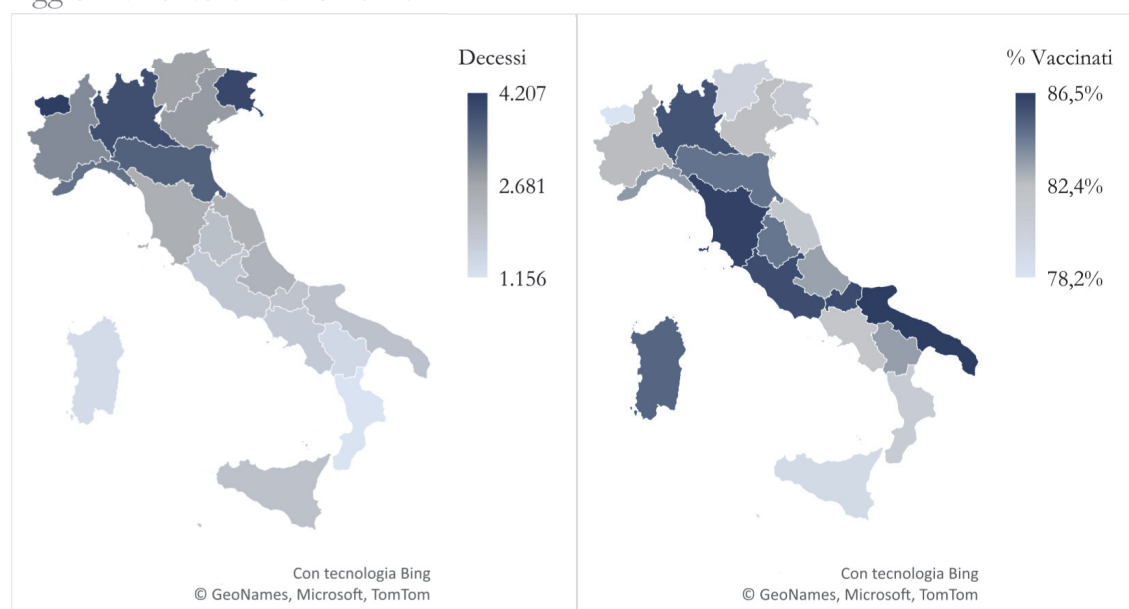 Decessi
4.207
2.681
1.156
Con tecnologia Bing
© GeoNames, Microsoft, TomTom
% Vaccinati
86,5%
82,4%
78,2%
Con tecnologia Bing
© GeoNames, Microsoft, TomTom